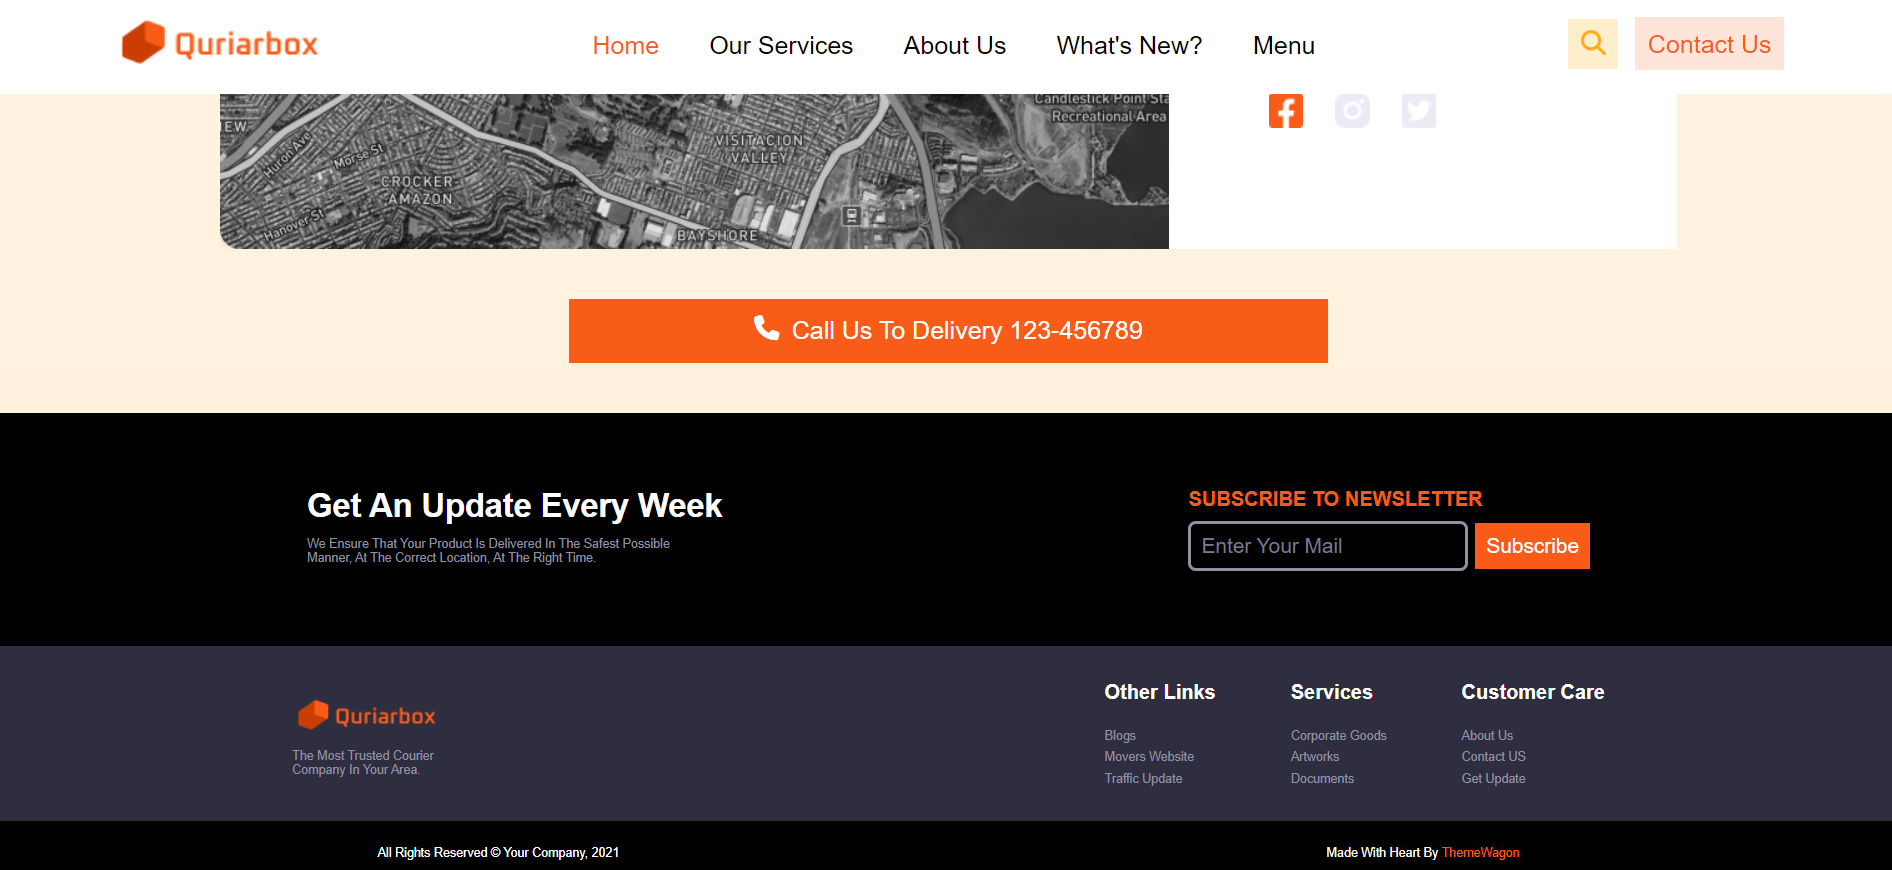 Quriarbox
Home
Our Services
About Us
What's New?
Menu
Contact Us
EW
Huron Ave
Morse St
CROCKER-
AMAZON
Hanover St
VISITACION
VALLEY
BAYSHORE
Candlestick Point Sta
Recreational Area
Call Us To Delivery 123-456789
Get An Update Every Week
We Ensure That Your Product Is Delivered In The Safest Possible
Manner, At The Correct Location, At The Right Time.
SUBSCRIBE TO NEWSLETTER
Enter Your Mail
Subscribe
Quriarbox
The Most Trusted Courier
Company In Your Area.
Other Links
Blogs
Movers Website
Traffic Update
Services
Corporate Goods
Artworks
Documents
Customer Care
About Us
Contact US
Get Update
All Rights Reserved © Your Company, 2021
Made With Heart By ThemeWagon